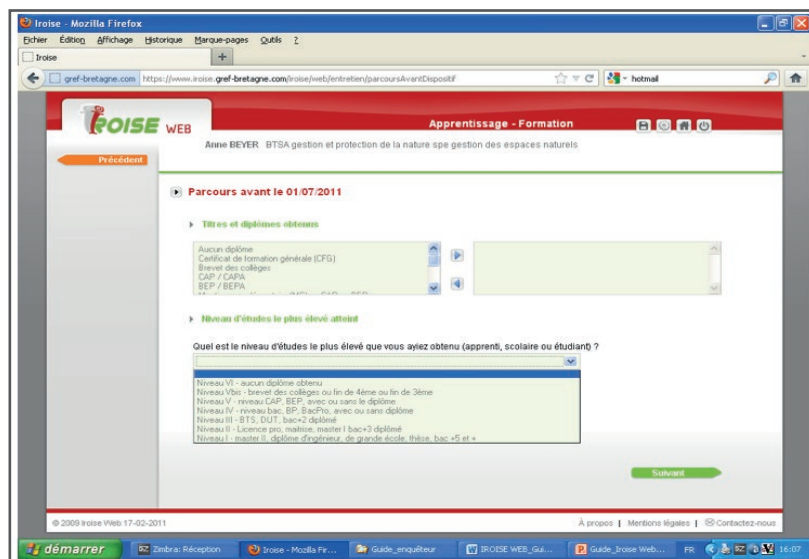 Iroise - Mozilla Firefox
Fichier Édition Affichage Historique Marque-pages Outils ?
Iroise
gref-bretagne.com https://www.iroise.gref-bretagne.com/iroise/web/entretien/parcoursAvantDispositif
hotmail
IROISE WEB
Apprentissage - Formation
Anne BEYER BTSA gestion et protection de la nature spe gestion des espaces naturels
Précédent
Parcours avant le 01/07/2011
Titres et diplômes obtenus
Aucun diplôme
Certificat de formation générale (CFG)
Brevet des collèges
CAP / CAPA
BEP / BEPA
Niveau d'études le plus élevé atteint
Quel est le niveau d'études le plus élevé que vous ayiez obtenu (apprenti, scolaire ou étudiant) ?
Niveau VI - aucun diplôme obtenu
Niveau Vbis - brevet des collèges ou fin de 4ème ou fin de 3ème
Niveau V - niveau CAP, BEP, avec ou sans le diplôme
Niveau IV - niveau bac, BP, BacPro, avec ou sans diplôme
Niveau III - BTS, DUT, bac+2 diplômé
Niveau II - Licence pro, maitrise, master I bac+3 diplômé
Niveau I - master II, diplôme d'ingénieur, de grande école, thèse, bac +5 et +
Suivant
© 2009 Iroise Web 17-02-2011
À propos | Mentions légales | Contactez-nous
démarrer
Zimbra: Réception
Iroise - Mozilla Fir...
Guide_enquêteur
IROISE WEB_Gui...
Guide_Iroise Web...
FR
16:07